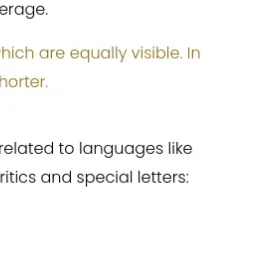 erage.
hich are equally visible. In
horter.
related to languages like
ritics and special letters: